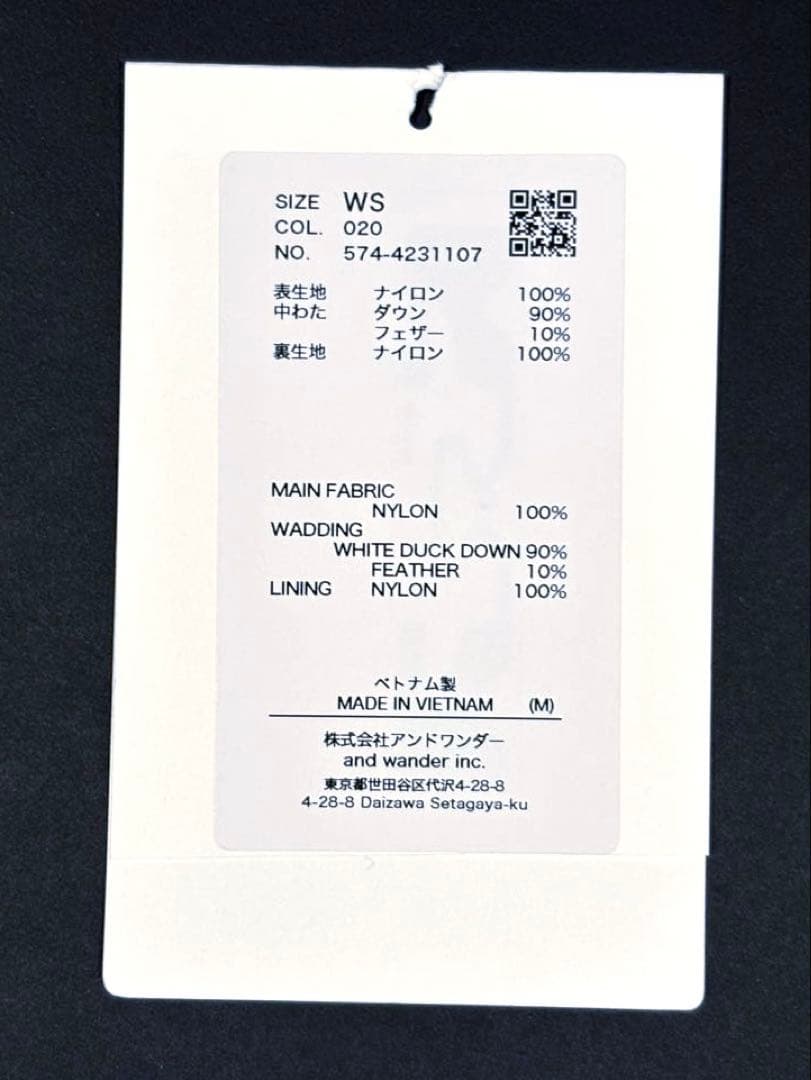 SIZE WS
COL. 020
NO. 574-4231107
表生地 ナイロン 100%
中わた ダウン 90%
フェザー 10%
裏生地 ナイロン 100%
MAIN FABRIC
NYLON 100%
WADDING
WHITE DUCK DOWN 90%
FEATHER 10%
LINING NYLON 100%
ベトナム製
MADE IN VIETNAM (M)
株式会社アンドワンダー
and wander inc.
東京都世田谷区代沢4-28-8
4-28-8 Daizawa Setagaya-ku